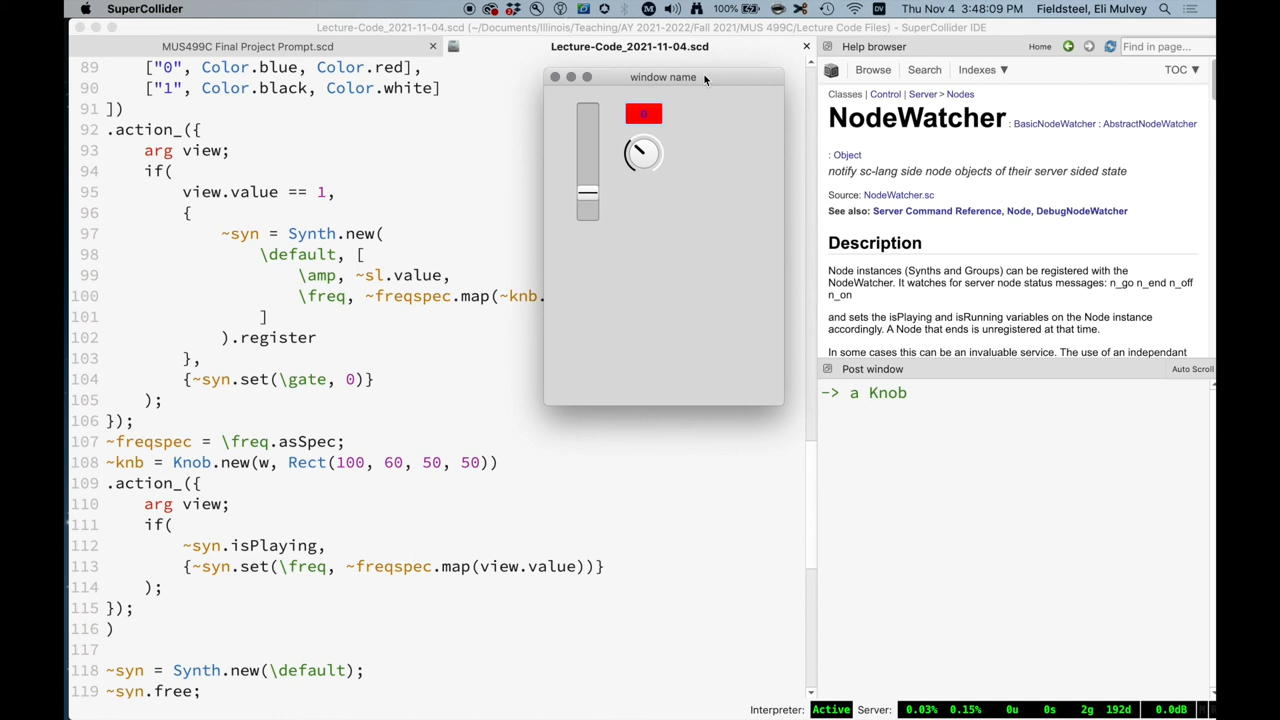 SuperCollider
100%
Thu Nov 4 3:48:09 PM
Fieldsteel, Eli Mulvey
Lecture-Code_2021-11-04.scd (~/Documents/Illinois/Teaching/AY 2021-2022/Fall 2021/MUS 499C/Lecture Code Files) - SuperCollider IDE
MUS499C Final Project Prompt.scd
Lecture-Code_2021-11-04.scd
89 ["0", Color.blue, Color.red],
90 ["1", Color.black, Color.white]
91 ])
92 .action_({
93 arg view;
94 if(
95 view.value == 1,
96 {
97 ~syn = Synth.new(
98 \default, [
99 \amp, ~sl.value,
100 \freq, ~freqspec.map(~knb.
101 ]
102 ).register
103 },
104 {~syn.set(\gate, 0)}
105 );
106 });
107 ~freqspec = \freq.asSpec;
108 ~knb = Knob.new(w, Rect(100, 60, 50, 50))
109 .action_({
110 arg view;
111 if(
112 ~syn.isPlaying,
113 {~syn.set(\freq, ~freqspec.map(view.value))}
114 );
115 });
116 )
117
118 ~syn = Synth.new(\default);
119 ~syn.free;
window name
0
Help browser
Home
Find in page...
Browse Search Indexes ▼ TOC ▼
Classes | Control | Server > Nodes
NodeWatcher : BasicNodeWatcher : AbstractNodeWatcher
: Object
notify sc-lang side node objects of their server sided state
Source: NodeWatcher.sc
See also: Server Command Reference, Node, DebugNodeWatcher
Description
Node instances (Synths and Groups) can be registered with the
NodeWatcher. It watches for server node status messages: n_go n_end n_off
n_on
and sets the isPlaying and isRunning variables on the Node instance
accordingly. A Node that ends is unregistered at that time.
In some cases this can be an invaluable service. The use of an independant
Post window
Auto Scroll
-> a Knob
Interpreter: Active Server: 0.03% 0.15% 0u 0s 2g 192d 0.0dB